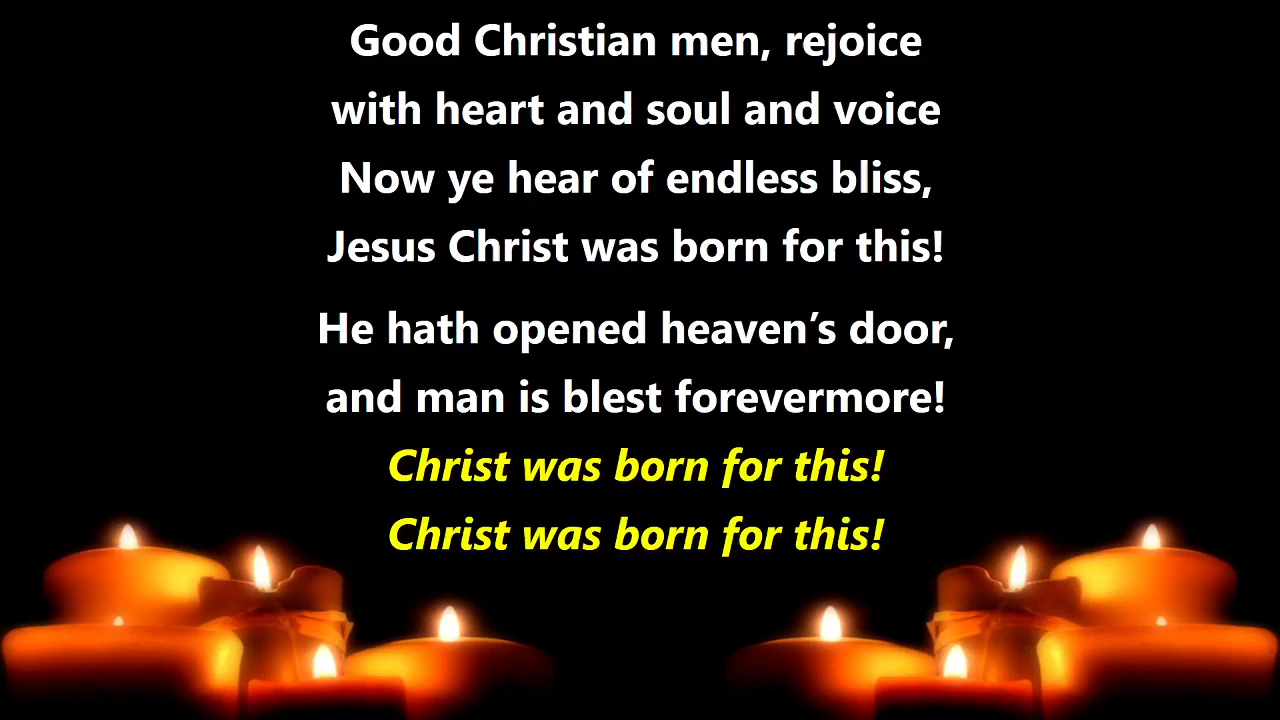 Good Christian men, rejoice
with heart and soul and voice
Now ye hear of endless bliss,
Jesus Christ was born for this!
He hath opened heaven’s door,
and man is blest forevermore!
Christ was born for this!
Christ was born for this!